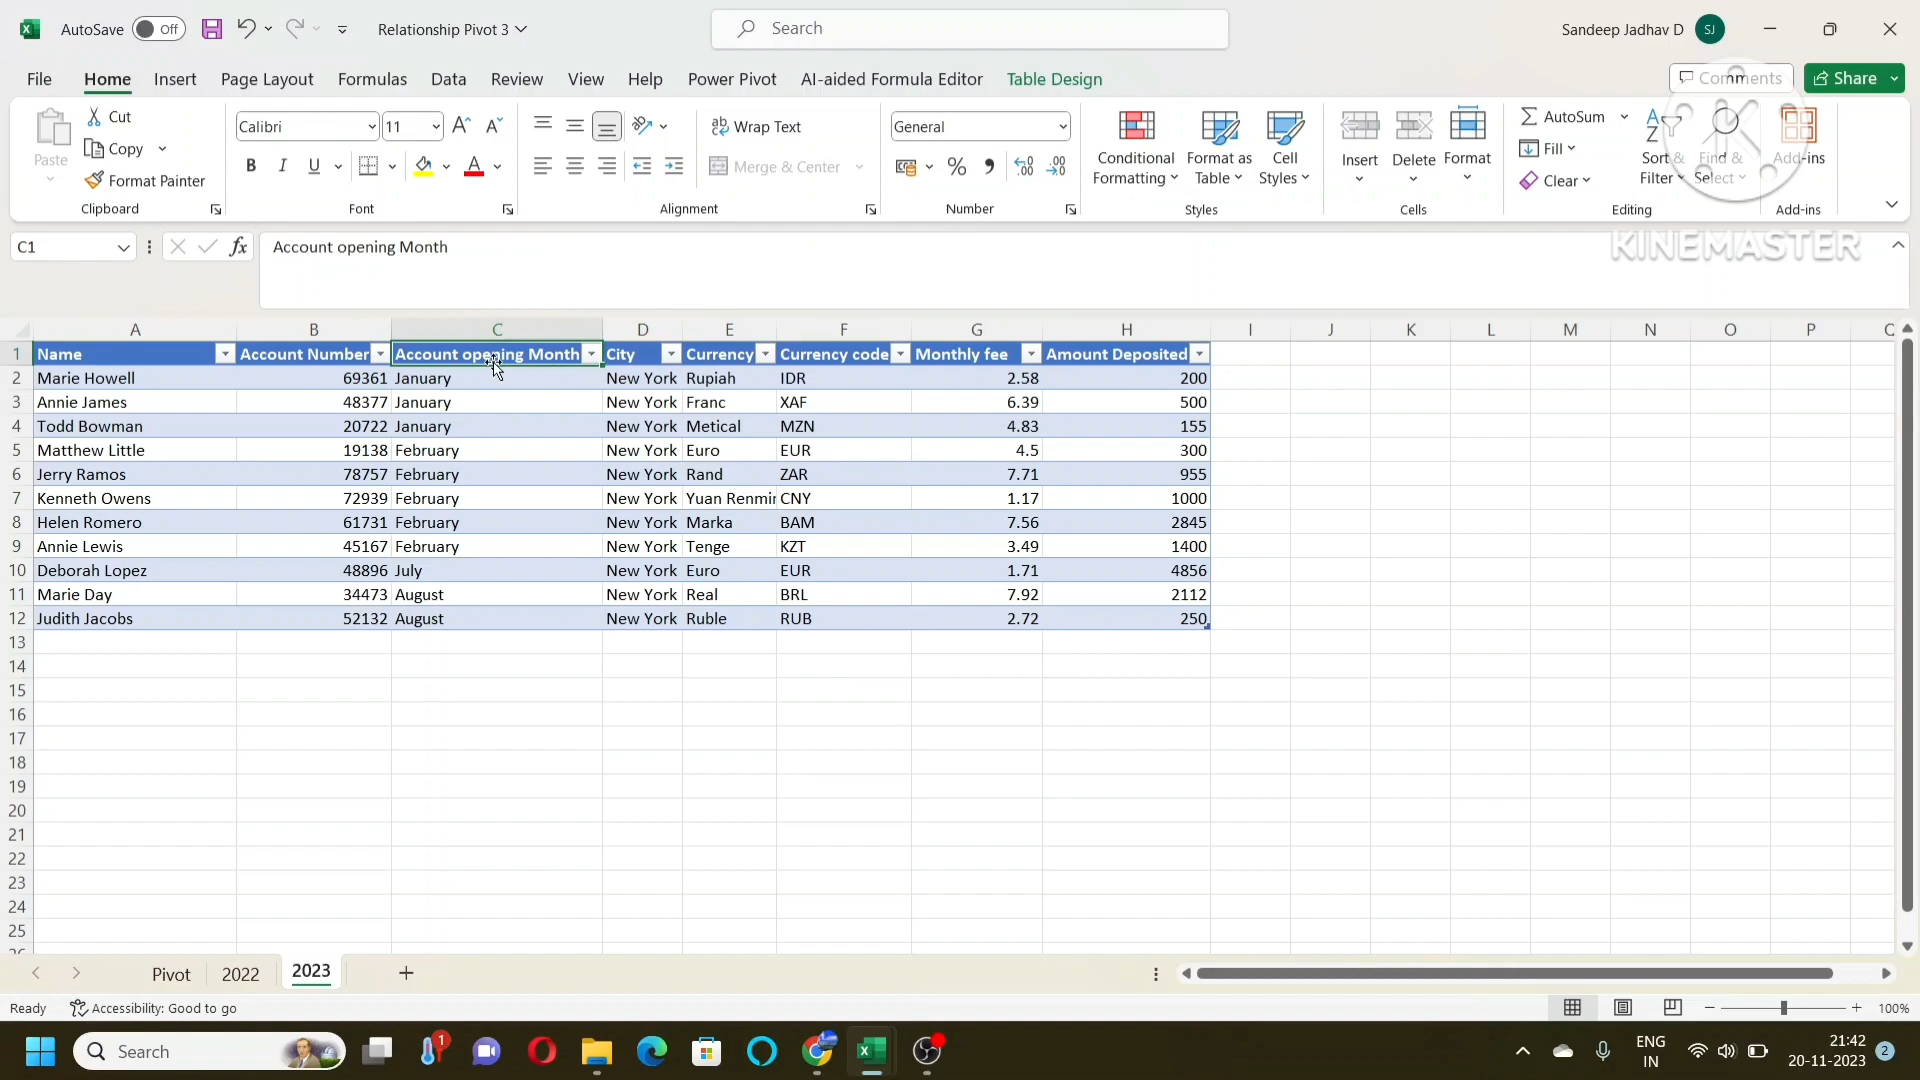 AutoSave Off Relationship Pivot 3 Search Sandeep Jadhav D SJ
File Home Insert Page Layout Formulas Data Review View Help Power Pivot AI-aided Formula Editor Table Design Comments Share
Paste Cut Copy Format Painter
Clipboard
Calibri 11
B I U A A
Font
ab Wrap Text
Merge & Center
Alignment
General
% 9
Number
Conditional Formatting
Format as Table
Cell Styles
Styles
Insert Delete Format
Cells
AutoSum Fill Clear
Sort & Filter
Find & Select
Editing
Add-ins
Add-ins
KINEMASTER
C1 fx Account opening Month
A B C D E F G H I J K L M N O P Q
1 Name Account Number Account opening Month City Currency Currency code Monthly fee Amount Deposited
2 Marie Howell 69361 January New York Rupiah IDR 2.58 200
3 Annie James 48377 January New York Franc XAF 6.39 500
4 Todd Bowman 20722 January New York Metical MZN 4.83 155
5 Matthew Little 19138 February New York Euro EUR 4.5 300
6 Jerry Ramos 78757 February New York Rand ZAR 7.71 955
7 Kenneth Owens 72939 February New York Yuan Renmin CNY 1.17 1000
8 Helen Romero 61731 February New York Marka BAM 7.56 2845
9 Annie Lewis 45167 February New York Tenge KZT 3.49 1400
10 Deborah Lopez 48896 July New York Euro EUR 1.71 4856
11 Marie Day 34473 August New York Real BRL 7.92 2112
12 Judith Jacobs 52132 August New York Ruble RUB 2.72 250
13
14
15
16
17
18
19
20
21
22
23
24
25
Pivot 2022 2023
Ready Accessibility: Good to go 100%
Search 1 ENG 21:42
IN 20-11-2023 2